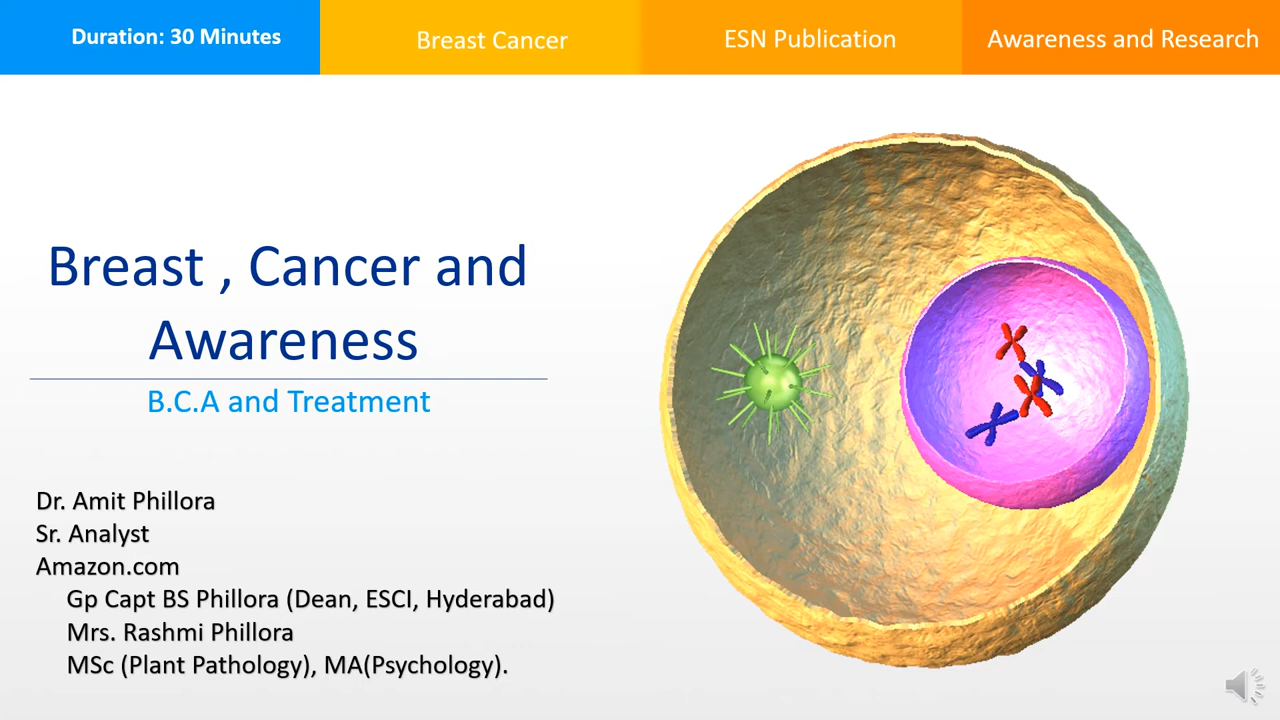 Duration: 30 Minutes
Breast Cancer
ESN Publication
Awareness and Research
Breast , Cancer and
Awareness
B.C.A and Treatment
Dr. Amit Phillora
Sr. Analyst
Amazon.com
Gp Capt BS Phillora (Dean, ESCI, Hyderabad)
Mrs. Rashmi Phillora
MSc (Plant Pathology), MA(Psychology).